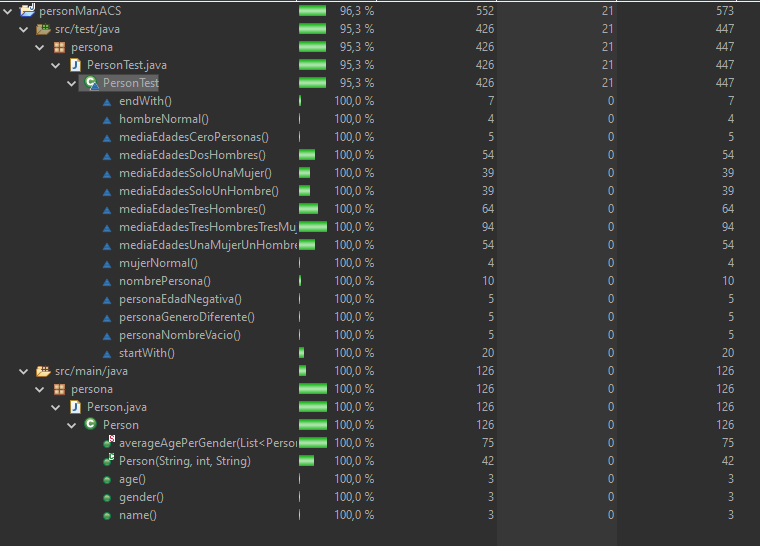 personManACS 96,3 % 552 21 573
src/test/java 95,3 % 426 21 447
persona 95,3 % 426 21 447
PersonTest.java 95,3 % 426 21 447
PersonTest 95,3 % 426 21 447
endWith() 100,0 % 7 0 7
hombreNormal() 100,0 % 4 0 4
mediaEdadesCeroPersonas() 100,0 % 5 0 5
mediaEdadesDosHombres() 100,0 % 54 0 54
mediaEdadesSoloUnaMujer() 100,0 % 39 0 39
mediaEdadesSoloUnHombre() 100,0 % 39 0 39
mediaEdadesTresHombres() 100,0 % 64 0 64
mediaEdadesTresHombresTresMuj 100,0 % 94 0 94
mediaEdadesUnaMujerUnHombre 100,0 % 54 0 54
mujerNormal() 100,0 % 4 0 4
nombrePersona() 100,0 % 10 0 10
personaEdadNegativa() 100,0 % 5 0 5
personaGeneroDiferente() 100,0 % 5 0 5
personaNombreVacio() 100,0 % 5 0 5
startWith() 100,0 % 20 0 20
src/main/java 100,0 % 126 0 126
persona 100,0 % 126 0 126
Person.java 100,0 % 126 0 126
Person 100,0 % 126 0 126
averageAgePerGender(List<Person 100,0 % 75 0 75
Person(String, int, String) 100,0 % 42 0 42
age() 100,0 % 3 0 3
gender() 100,0 % 3 0 3
name() 100,0 % 3 0 3